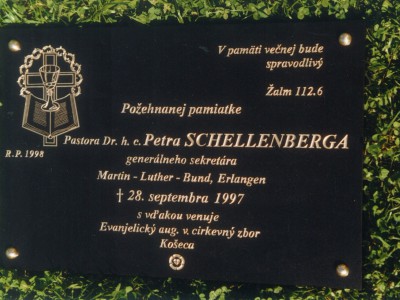 V pamäti večnej bude
spravodlivý
Žalm 112.6
Požehnanej pamiatke
Pastora Dr. h. c. Petra SCHELLENBERGA
generálneho sekretára
Martin - Luther - Bund, Erlangen
† 28. septembra 1997
s vďakou venuje
Evanjelický aug. v. cirkevný zbor
Košeca
R.P. 1998